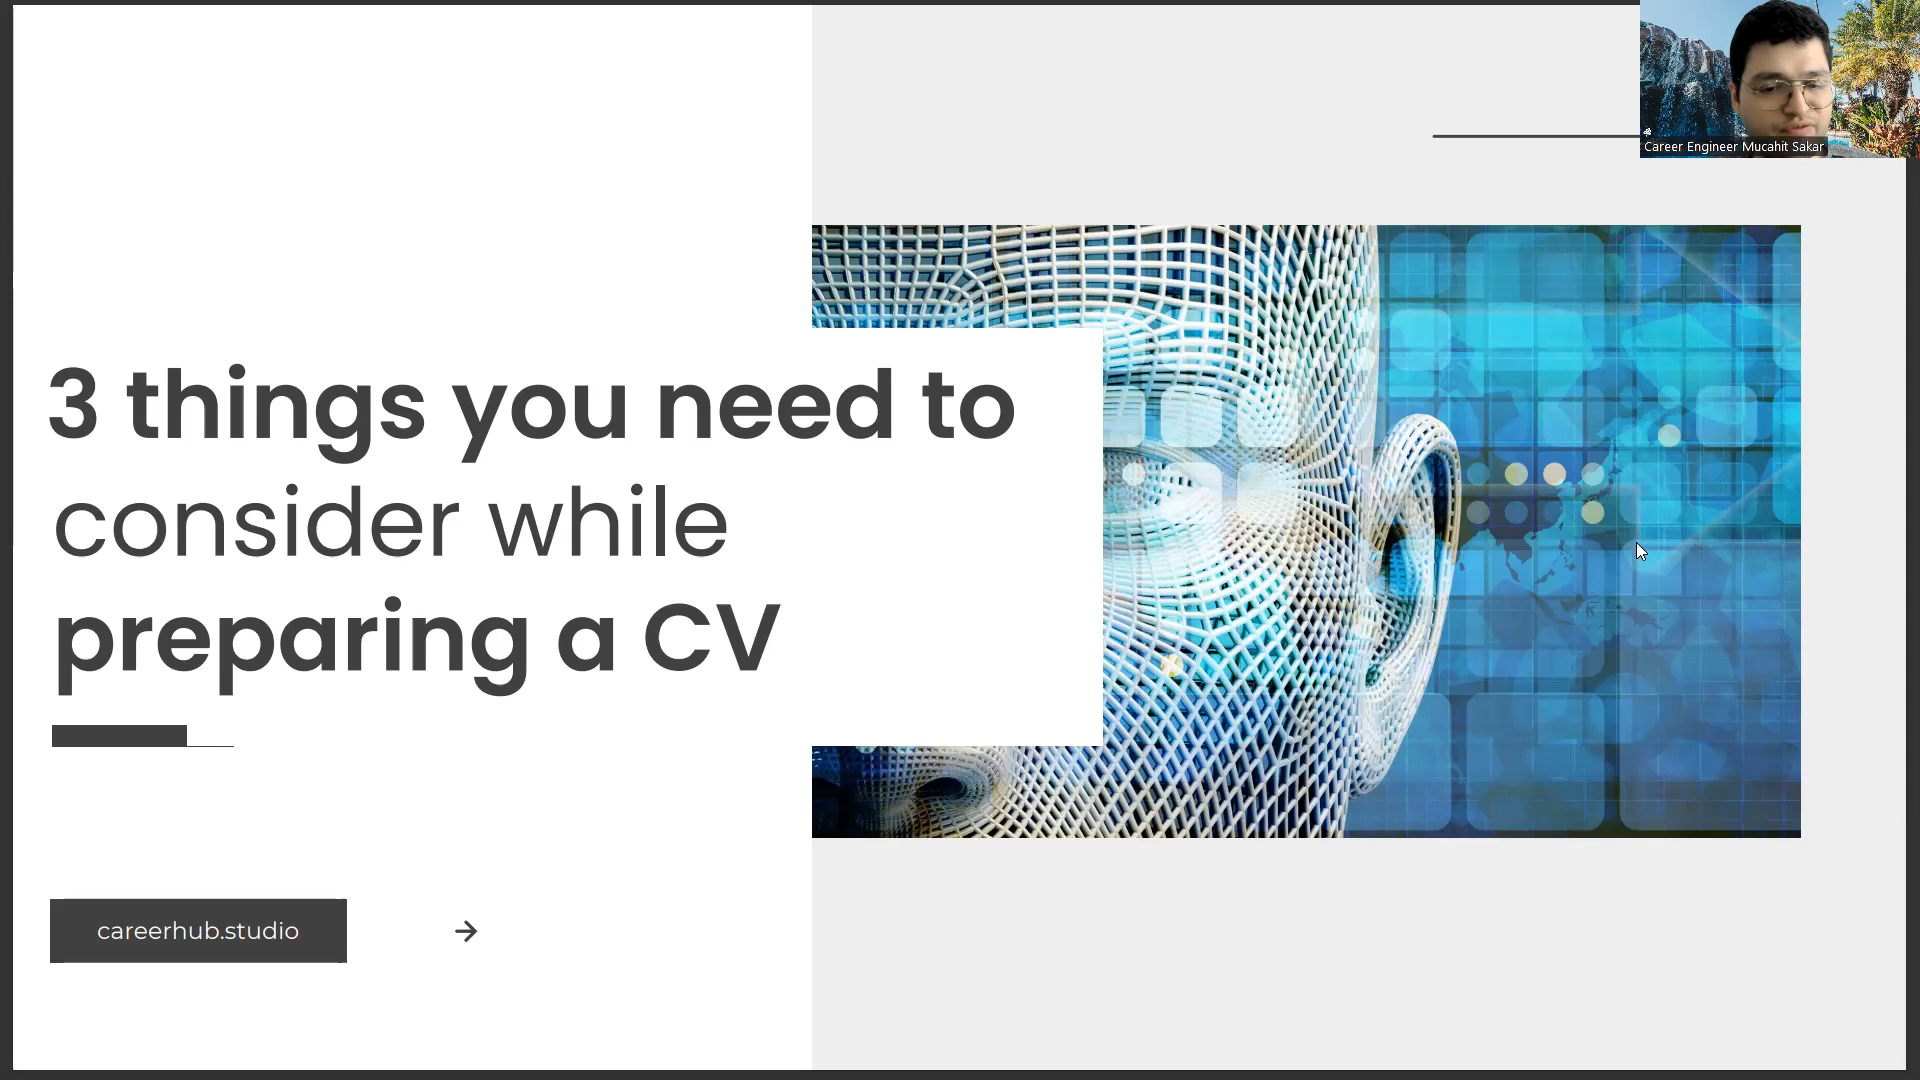 3 things you need to
consider while
preparing a CV
careerhub.studio
Career Engineer Mucahit Sakar